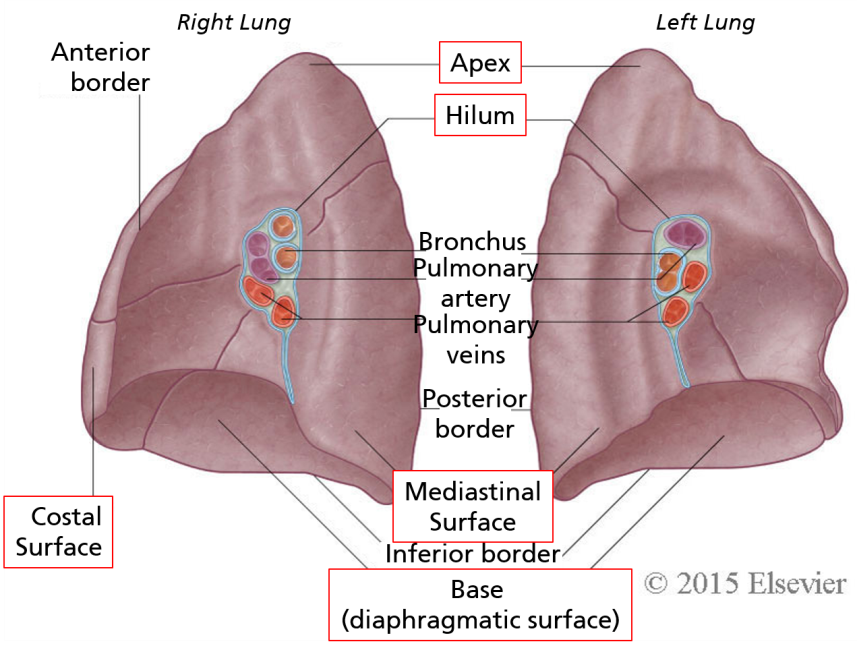 Right Lung
Left Lung
Anterior
border
Apex
Hilum
Bronchus
Pulmonary
artery
Pulmonary
veins
Posterior
border
Mediastinal
Surface
Costal
Surface
Inferior border
Base
(diaphragmatic surface)
© 2015 Elsevier